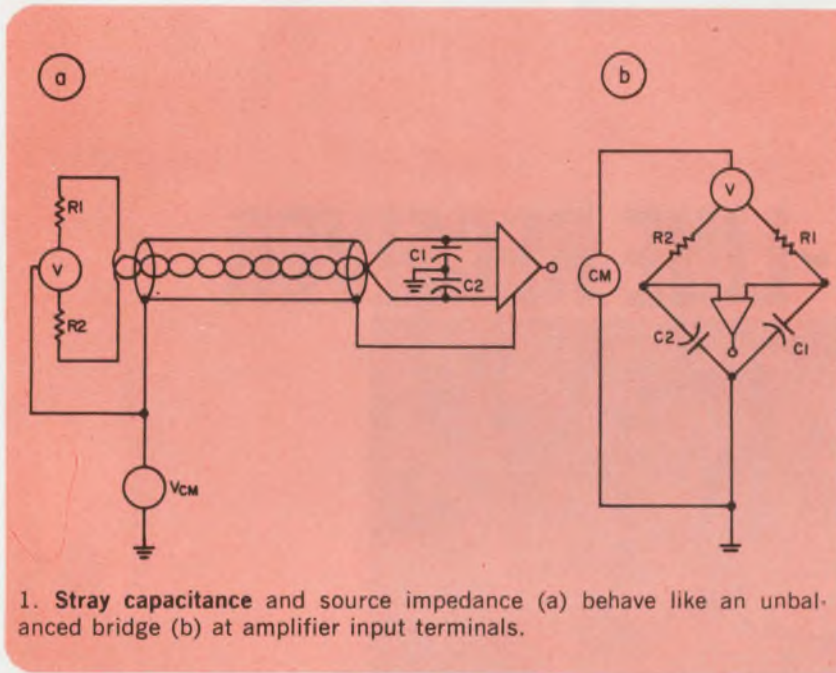 a
b
R1
V
R2
C1
C2
VCM
V
R2
R1
CM
C2
C1
1. Stray capacitance and source impedance (a) behave like an unbal-
anced bridge (b) at amplifier input terminals.